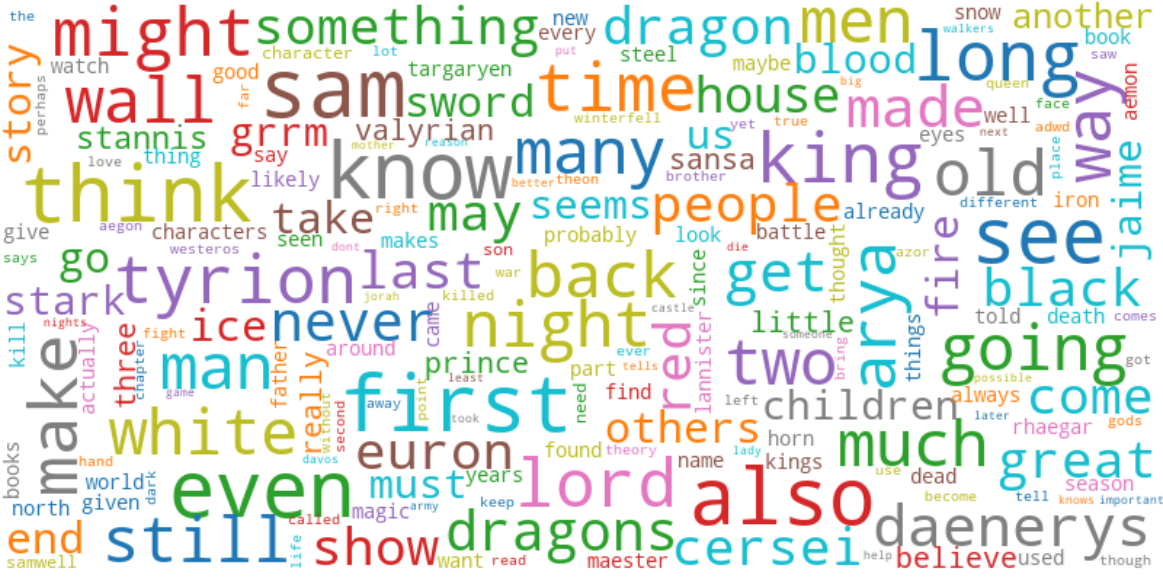 the
might
something
every
new
dragon
men
snow
another
walkers
book
story
watch
character
lot
put
steel
maybe
blood
long
saw
perhaps
good
far
sam
targaryen
time
house
big
queen
way
aemon
wall
sword
winterfell
made
well
face
stannis
grrm
valyrian
us
yet
true
eyes
next
adwd
place
love
thing
say
mother
reason
know
many
sansa
king
old
jaime
think
likely
better
theon
brother
different
iron
aegon
take
right
may
seems
people
already
see
give
characters
seen
makes
probably
look
battle
fire
says
go
westeros
dont
son
since
die
thought
azor
arya
tyrion
last
war
back
get
black
stark
jorah
killed
castle
told
death
comes
kill
nights
actually
three
fight
ice
never
came
night
red
lannister
little
someone
things
going
got
make
chapter
man
father
really
around
prince
ever
part
tells
two
bring
possible
game
first
least
point
need
find
left
children
always
come
white
without
second
away
took
others
horn
later
rhaegar
gods
books
hand
davos
euron
found
theory
lady
name
kings
much
great
north
world
given
dark
even
must
years
keep
lord
also
use
dead
become
tell
season
knows
important
end
still
called
magic
army
dragons
daenerys
samwell
life
show
want
read
maester
cersei
help
believe
used
though